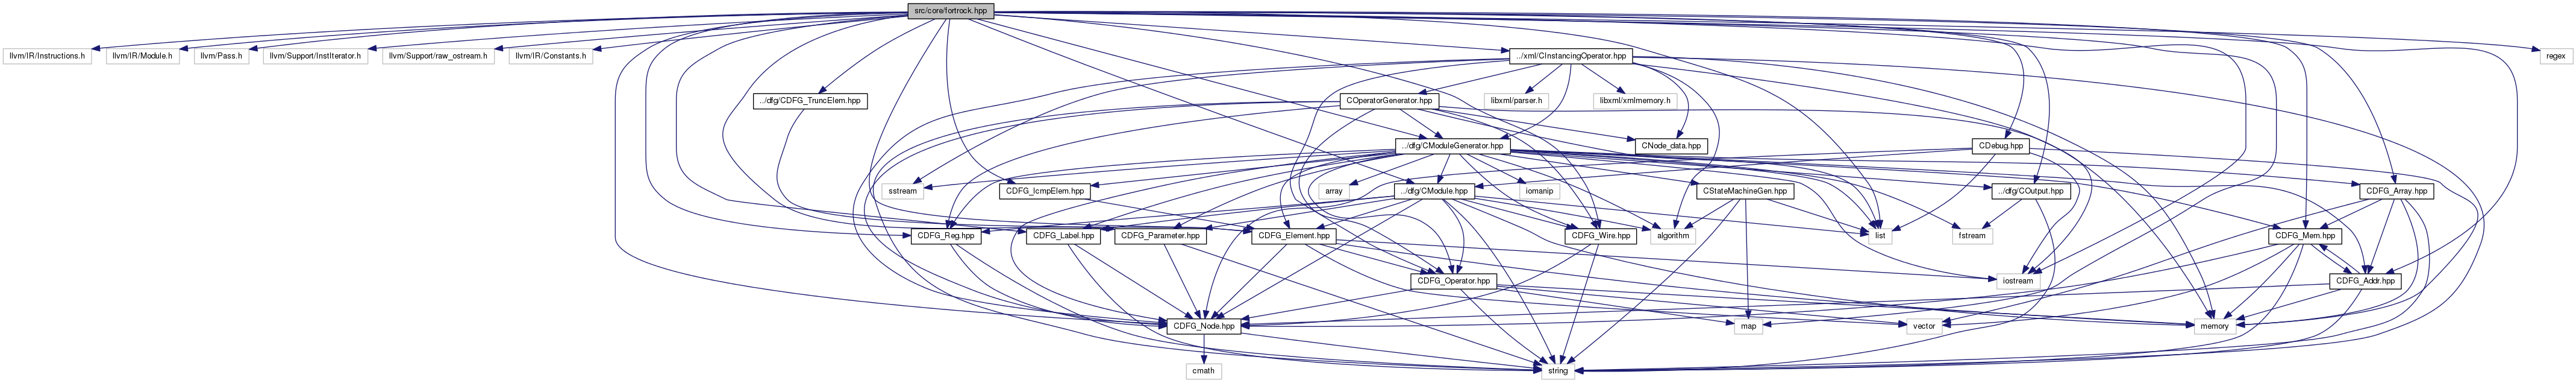 src/core/fortrock.hpp
llvm/IR/Instructions.h
llvm/IR/Module.h
llvm/Pass.h
llvm/Support/InstIterator.h
llvm/Support/raw_ostream.h
llvm/IR/Constants.h
../xml/CInstancingOperator.hpp
regex
../dfg/CDFG_TruncElem.hpp
COperatorGenerator.hpp
libxml/parser.h
libxml/xmlmemory.h
../dfg/CModuleGenerator.hpp
CNode_data.hpp
CDebug.hpp
sstream
CDFG_IcmpElem.hpp
array
../dfg/CModule.hpp
iomanip
CStateMachineGen.hpp
../dfg/COutput.hpp
CDFG_Array.hpp
CDFG_Reg.hpp
CDFG_Label.hpp
CDFG_Parameter.hpp
CDFG_Element.hpp
CDFG_Wire.hpp
algorithm
list
fstream
CDFG_Mem.hpp
CDFG_Operator.hpp
iostream
CDFG_Addr.hpp
CDFG_Node.hpp
map
vector
memory
cmath
string